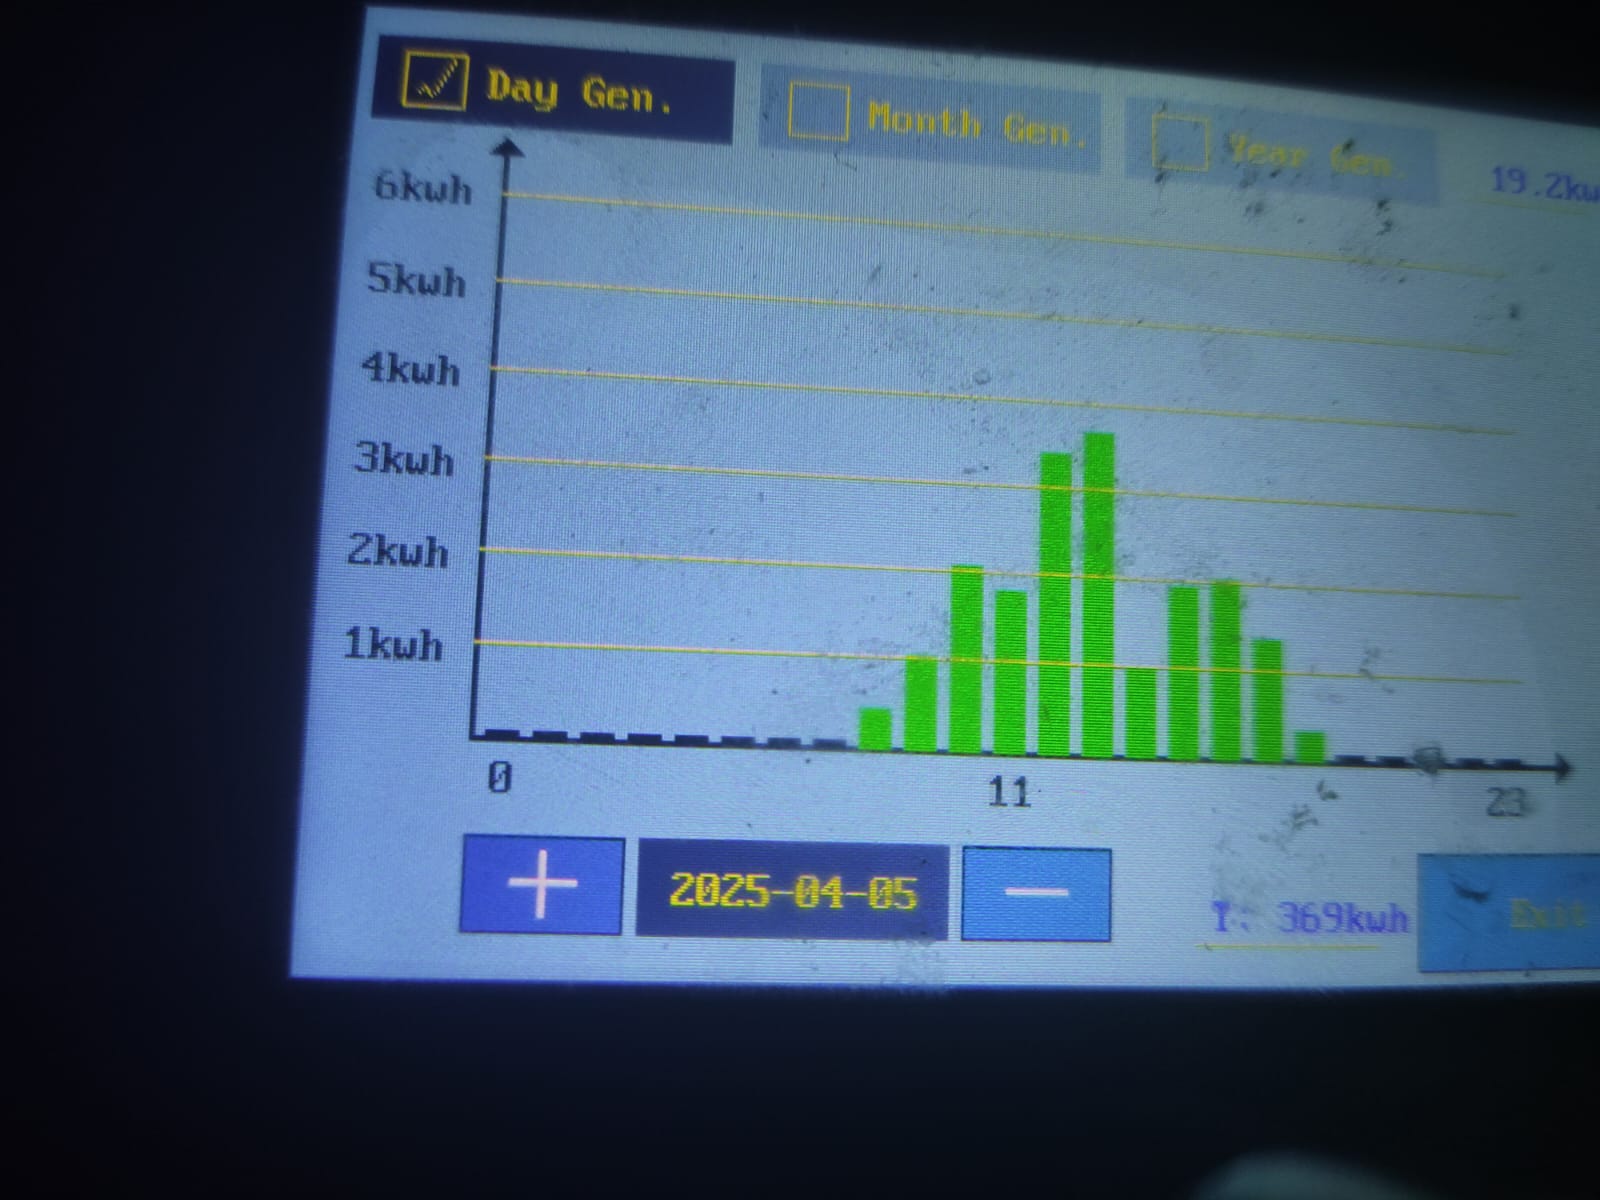 Day Gen.
Month Gen.
Year Gen.
19.2kw
6kwh
5kwh
4kwh
3kwh
2kwh
1kwh
0
11
23
+
2025-04-05
−
T: 369kwh
Exit